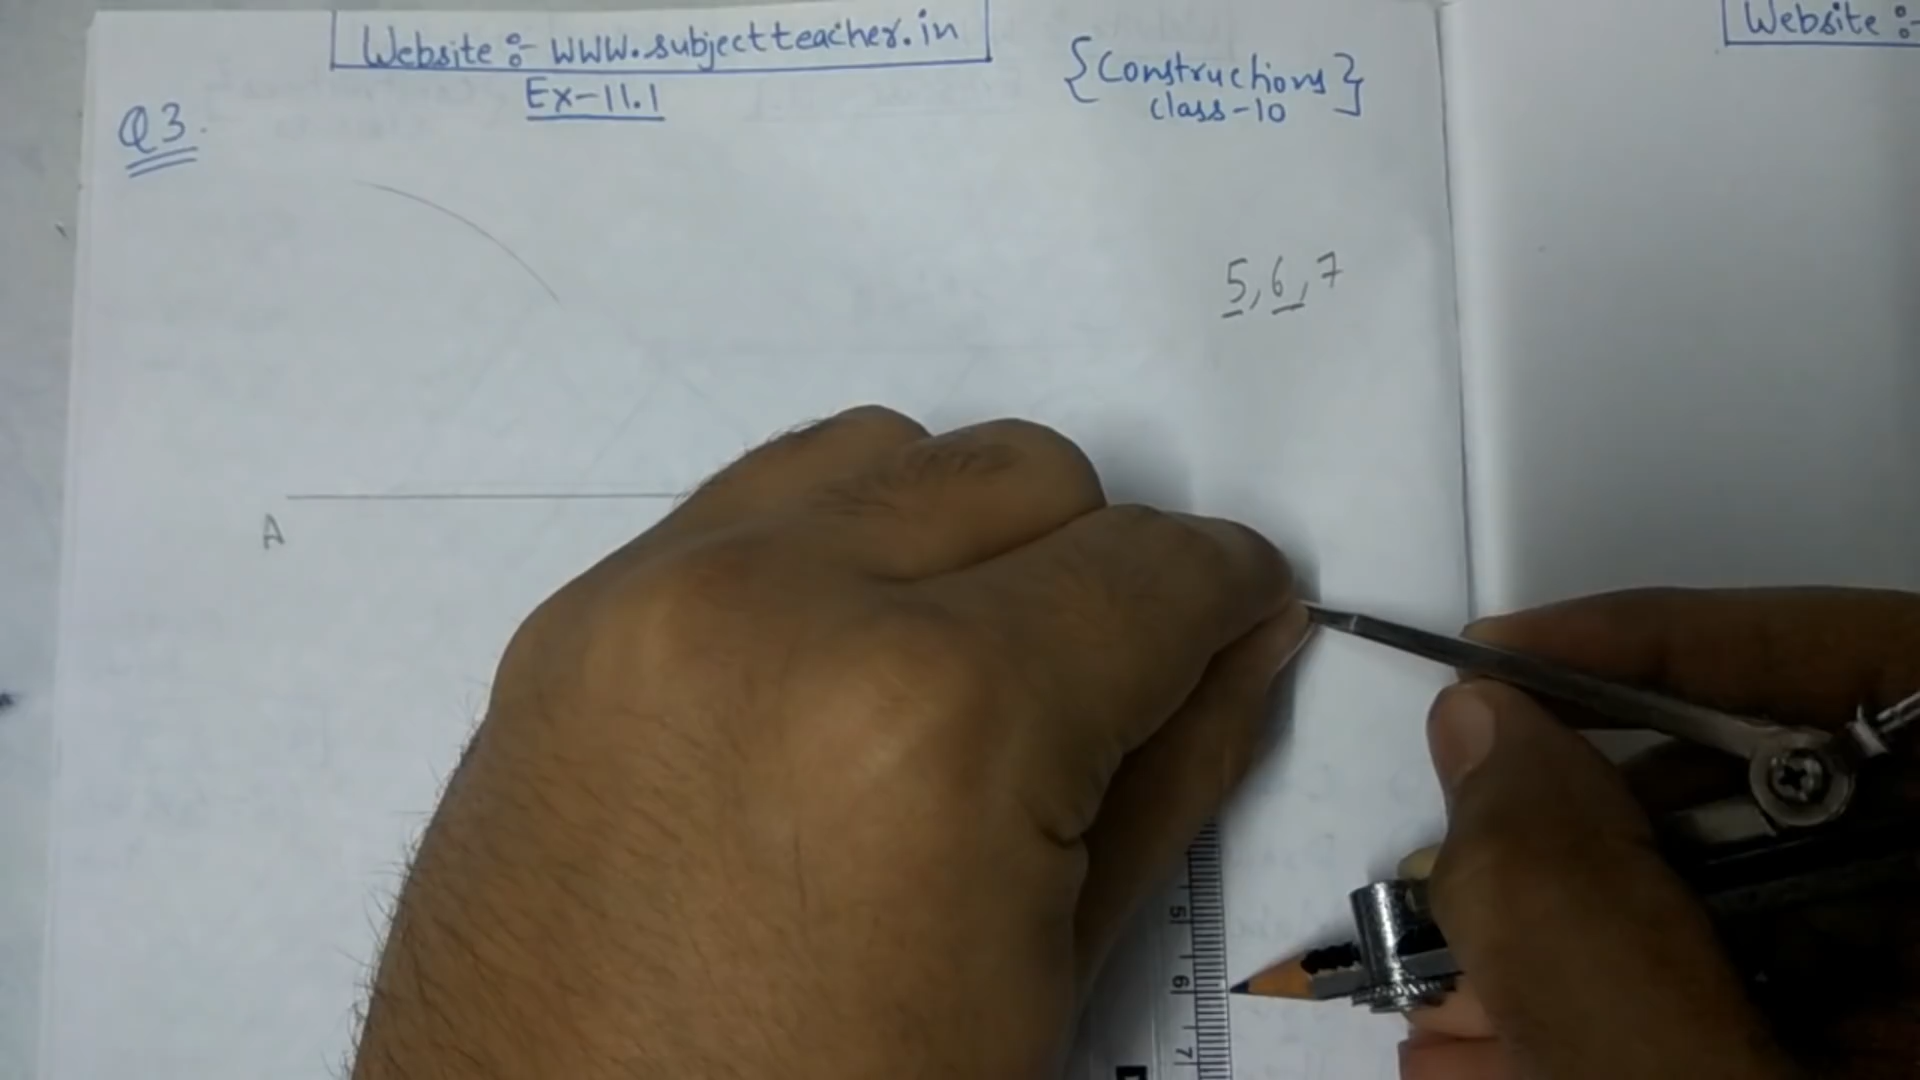 Website :- www.subjectteacher.in
Ex-11.1
{Constructions}
class-10
Q3.
5, 6, 7
A
5
6
7
Website :-